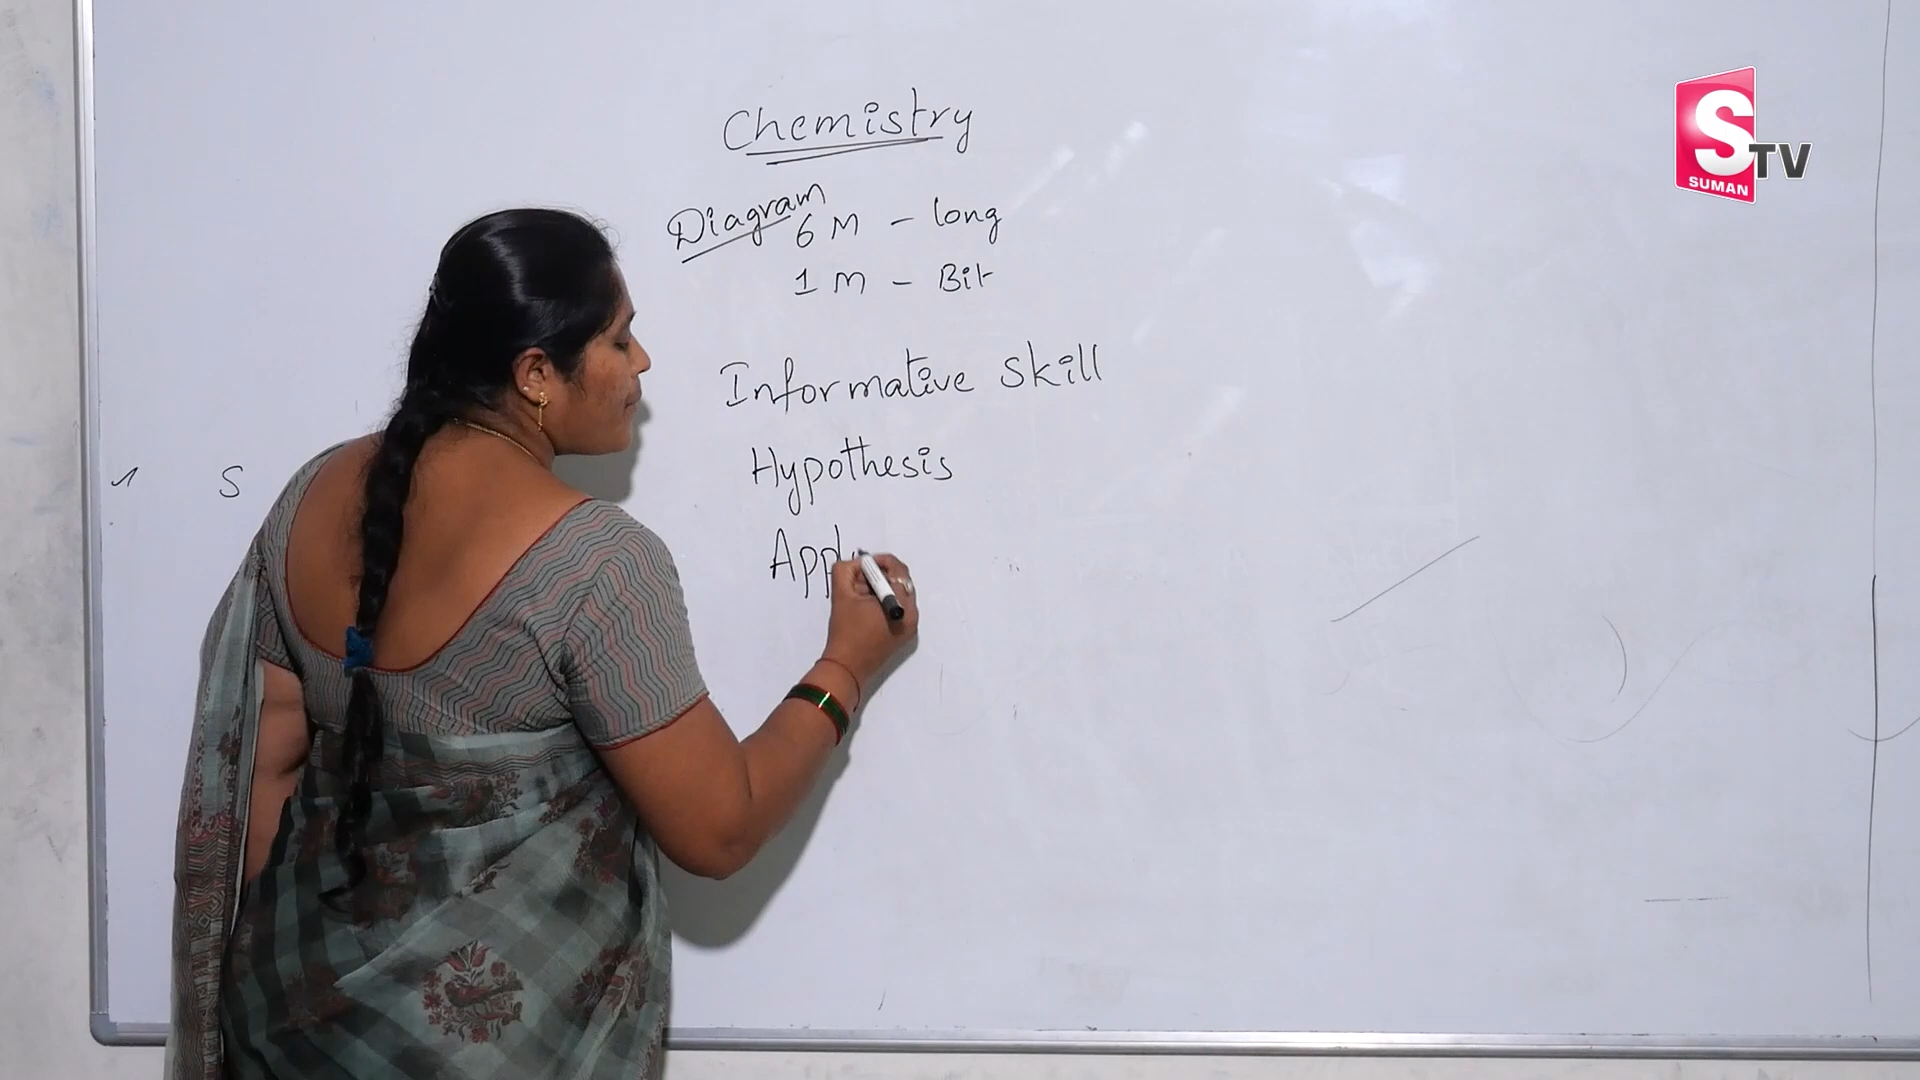 Chemistry
Diagram
6 M - long
1 M - Bit
Informative Skill
Hypothesis
Appl
S
S TV
SUMAN